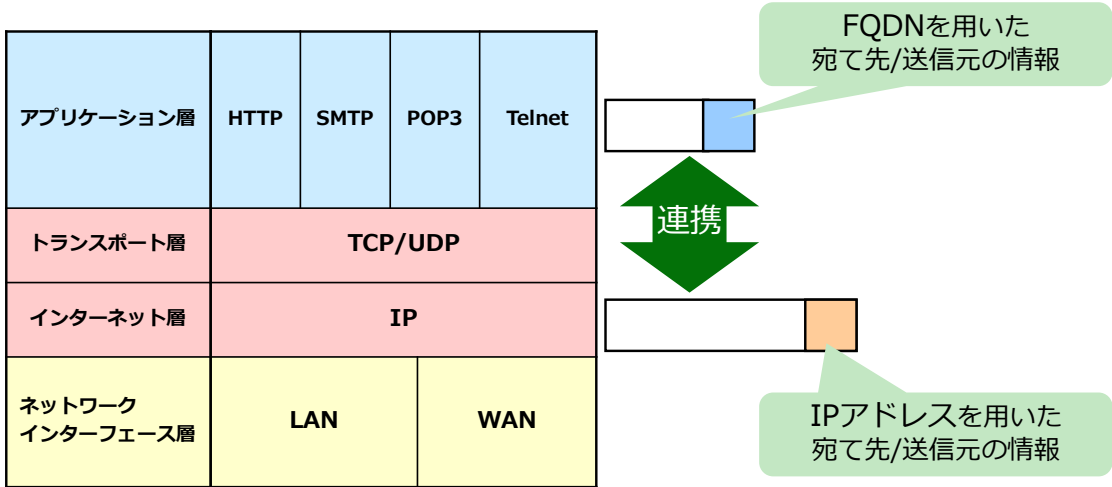 FQDNを用いた
宛て先/送信元の情報
アプリケーション層
HTTP
SMTP
POP3
Telnet
連携
トランスポート層
TCP/UDP
インターネット層
IP
ネットワーク
インターフェース層
LAN
WAN
IPアドレスを用いた
宛て先/送信元の情報